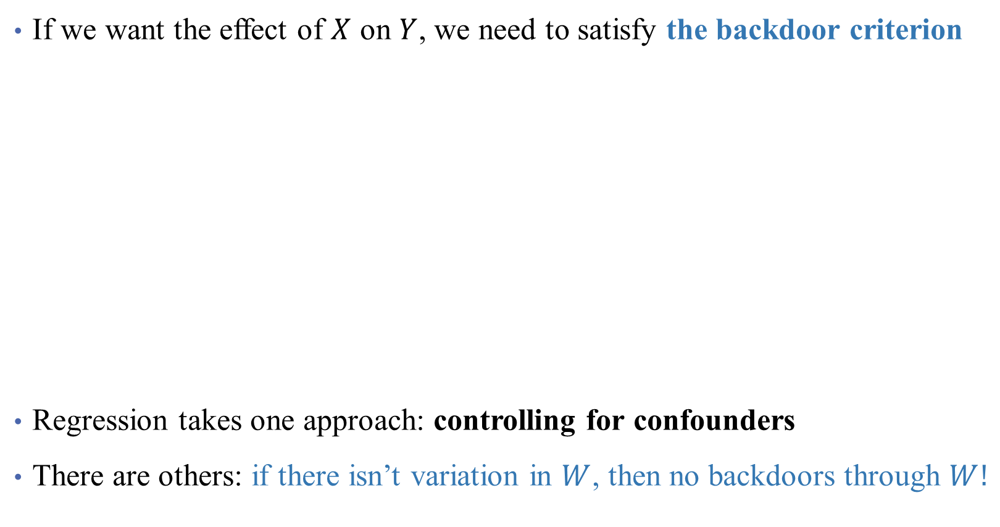 • If we want the effect of X on Y, we need to satisfy the backdoor criterion
• Regression takes one approach: controlling for confounders
• There are others: if there isn’t variation in W, then no backdoors through W!